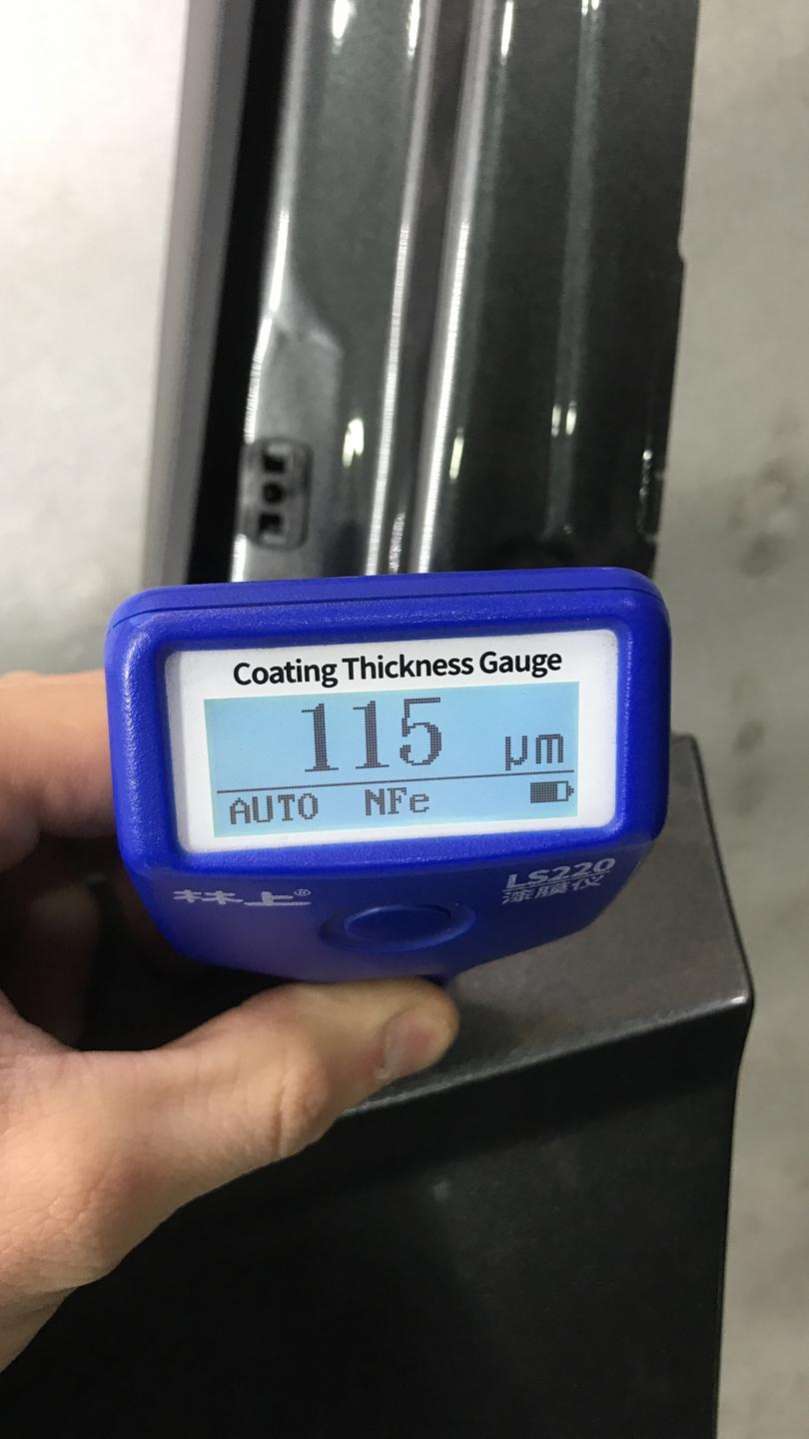 Coating Thickness Gauge
115 μm
AUTO NFe
林上®
LS220
涂膜仪